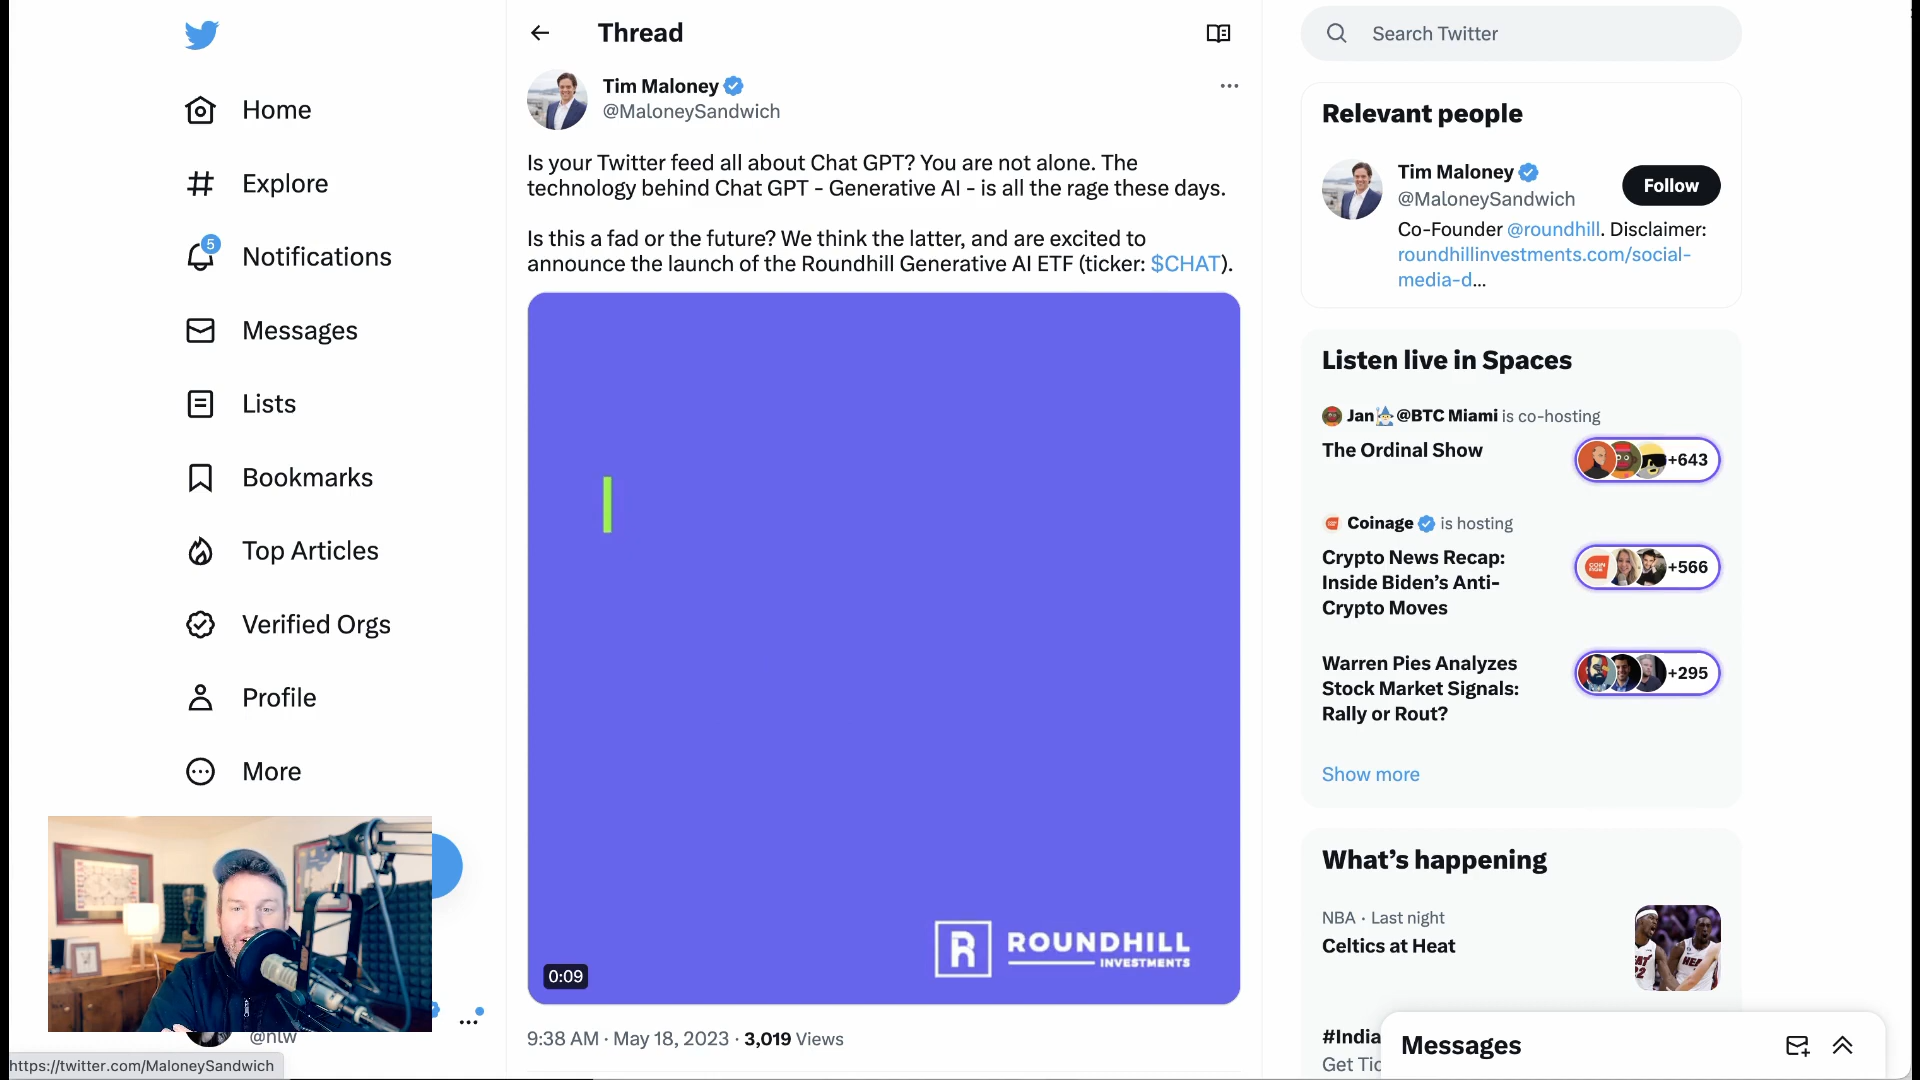 Home
Explore
5
Notifications
Messages
Lists
Bookmarks
Top Articles
Verified Orgs
Profile
More
@nlw
https://twitter.com/MaloneySandwich
Thread
Tim Maloney
@MaloneySandwich
Is your Twitter feed all about Chat GPT? You are not alone. The
technology behind Chat GPT - Generative AI - is all the rage these days.
Is this a fad or the future? We think the latter, and are excited to
announce the launch of the Roundhill Generative AI ETF (ticker: $CHAT).
R ROUNDHILL
INVESTMENTS
0:09
9:38 AM · May 18, 2023 · 3,019 Views
Search Twitter
Relevant people
Tim Maloney
@MaloneySandwich
Follow
Co-Founder @roundhill. Disclaimer:
roundhillinvestments.com/social-
media-d...
Listen live in Spaces
Jan @BTC Miami is co-hosting
The Ordinal Show
+643
Coinage is hosting
Crypto News Recap:
Inside Biden's Anti-
Crypto Moves
+566
Warren Pies Analyzes
Stock Market Signals:
Rally or Rout?
+295
Show more
What's happening
NBA · Last night
Celtics at Heat
#India
Get Tic
Messages